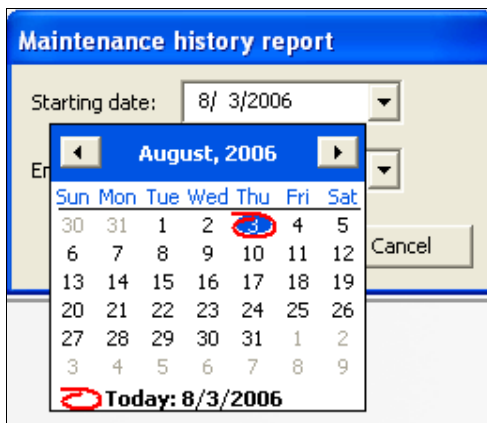 Maintenance history report
Starting date: 8/ 3/2006
August, 2006
Sun Mon Tue Wed Thu Fri Sat
30 31 1 2 3 4 5
6 7 8 9 10 11 12
Cancel
13 14 15 16 17 18 19
20 21 22 23 24 25 26
27 28 29 30 31 1 2
3 4 5 6 7 8 9
Today: 8/3/2006